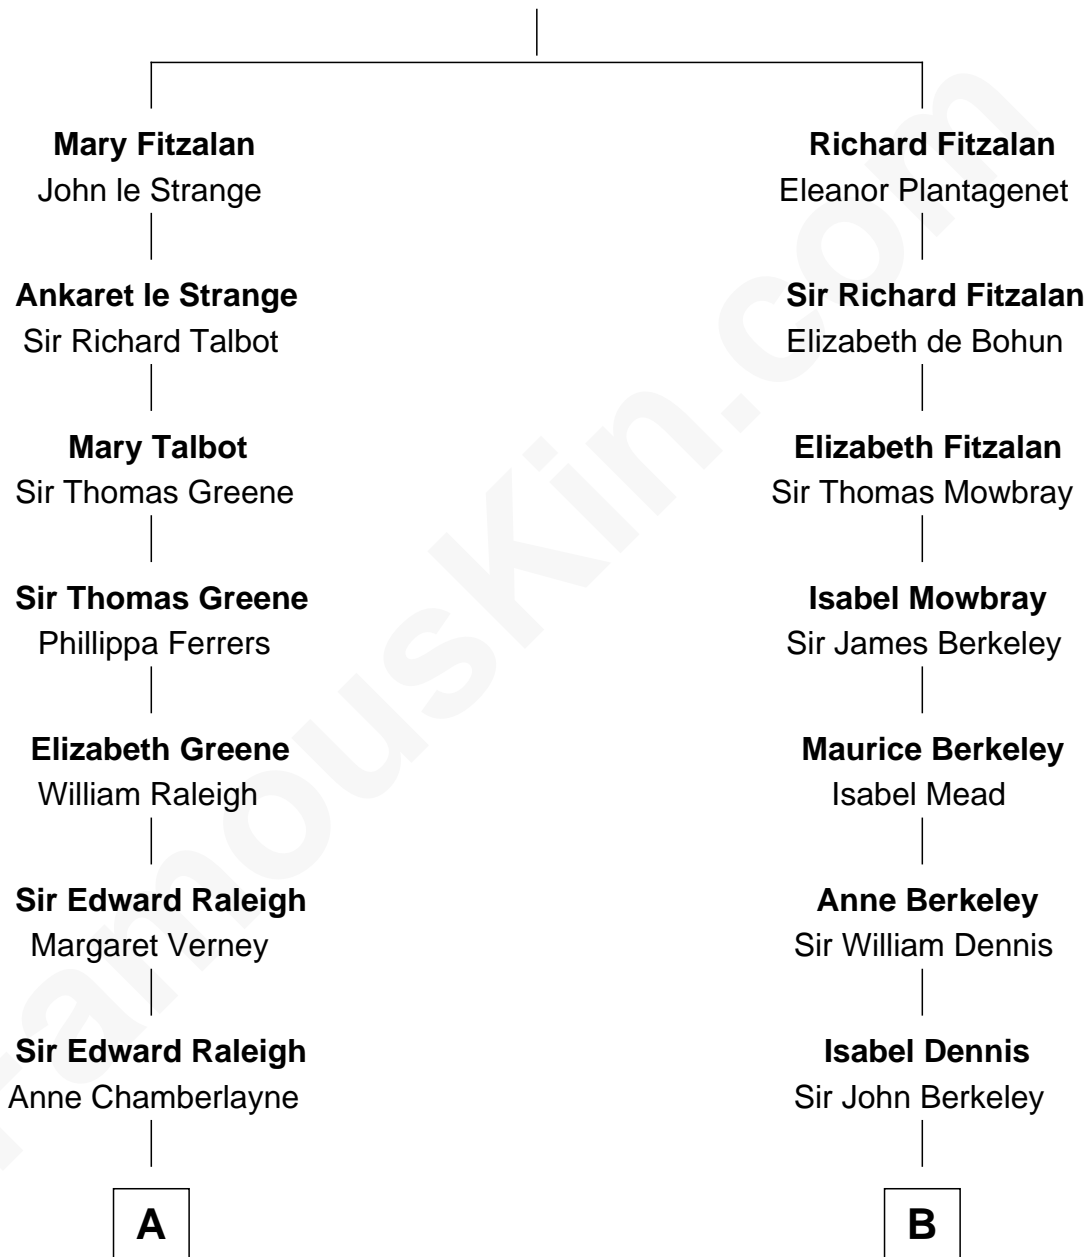 Mary Fitzalan
John le Strange
Ankaret le Strange
Sir Richard Talbot
Mary Talbot
Sir Thomas Greene
Sir Thomas Greene
Phillippa Ferrers
Elizabeth Greene
William Raleigh
Sir Edward Raleigh
Margaret Verney
Sir Edward Raleigh
Anne Chamberlayne
A
Richard Fitzalan
Eleanor Plantagenet
Sir Richard Fitzalan
Elizabeth de Bohun
Elizabeth Fitzalan
Sir Thomas Mowbray
Isabel Mowbray
Sir James Berkeley
Maurice Berkeley
Isabel Mead
Anne Berkeley
Sir William Dennis
Isabel Dennis
Sir John Berkeley
B
FamousKin.com